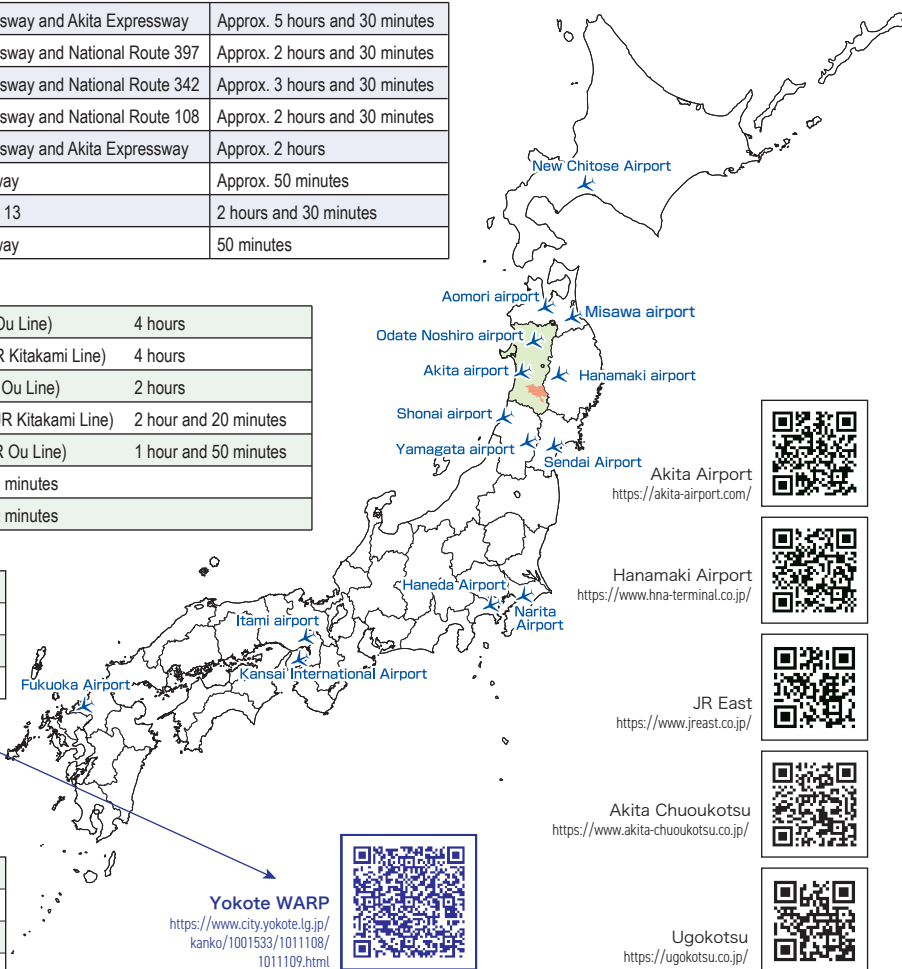 sway and Akita Expressway Approx. 5 hours and 30 minutes
sway and National Route 397 Approx. 2 hours and 30 minutes
sway and National Route 342 Approx. 3 hours and 30 minutes
sway and National Route 108 Approx. 2 hours and 30 minutes
sway and Akita Expressway Approx. 2 hours
way Approx. 50 minutes
13 2 hours and 30 minutes
way 50 minutes
Ou Line) 4 hours
R Kitakami Line) 4 hours
Ou Line) 2 hours
JR Kitakami Line) 2 hour and 20 minutes
R Ou Line) 1 hour and 50 minutes
minutes
minutes
New Chitose Airport
Aomori airport
Misawa airport
Odate Noshiro airport
Akita airport
Hanamaki airport
Shonai airport
Yamagata airport
Sendai Airport
Haneda Airport
Narita
Airport
Itami airport
Kansai International Airport
Fukuoka Airport
Akita Airport
https://akita-airport.com/
Hanamaki Airport
https://www.hna-terminal.co.jp/
JR East
https://www.jreast.co.jp/
Akita Chuoukotsu
https://www.akita-chuoukotsu.co.jp/
Ugokotsu
https://ugokotsu.co.jp/
Yokote WARP
https://www.city.yokote.lg.jp/
kanko/1001533/1011108/
1011109.html